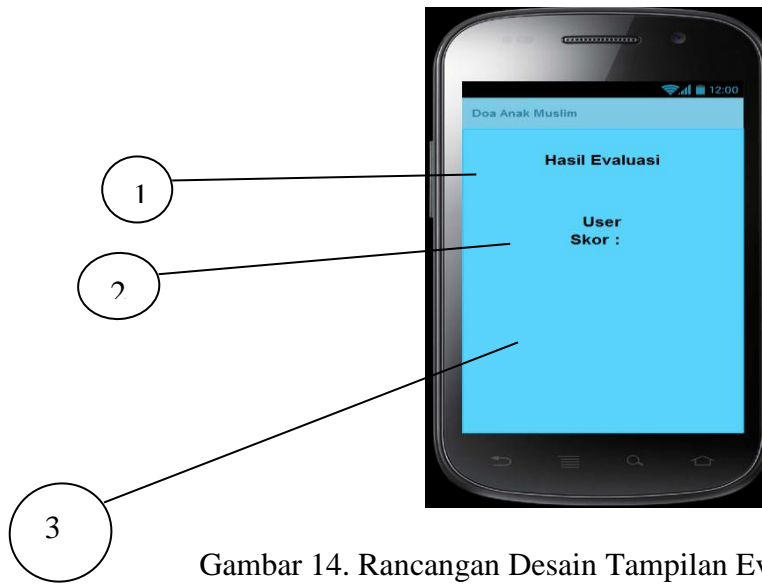 12:00
Doa Anak Muslim
Hasil Evaluasi
1
User
Skor :
2
3
Gambar 14. Rancangan Desain Tampilan Ev